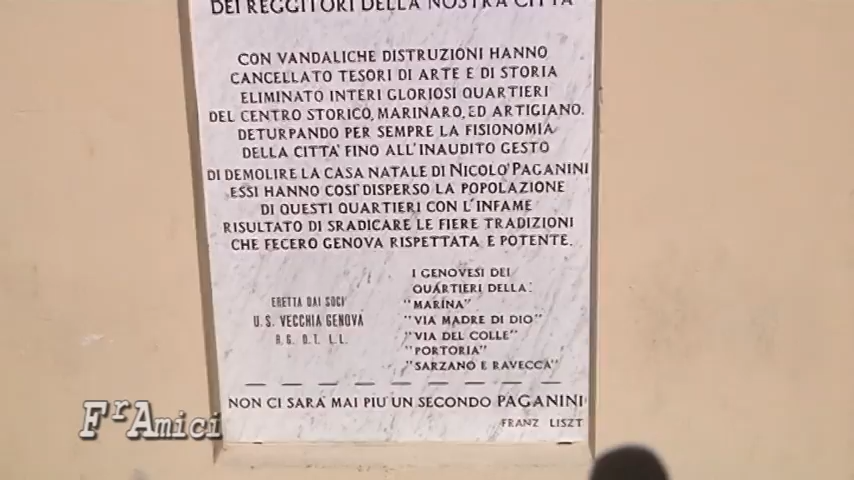 DEI REGGITORI DELLA NOSTRA CITTÀ
CON VANDALICHE DISTRUZIONI HANNO
CANCELLATO TESORI DI ARTE E DI STORIA
ELIMINATO INTERI GLORIOSI QUARTIERI
DEL CENTRO STORICO, MARINARO, ED ARTIGIANO.
DETURPANDO PER SEMPRE LA FISIONOMIA
DELLA CITTA' FINO ALL'INAUDITO GESTO
DI DEMOLIRE LA CASA NATALE DI NICOLO' PAGANINI
ESSI HANNO COSI' DISPERSO LA POPOLAZIONE
DI QUESTI QUARTIERI CON L'INFAME
RISULTATO DI SRADICARE LE FIERE TRADIZIONI
CHE FECERO GENOVA RISPETTATA E POTENTE.
ERETTA DAI SOCI
U.S. VECCHIA GENOVA
R.G. D.T. L.L.
I GENOVESI DEI
QUARTIERI DELLA:
"MARINA"
"VIA MADRE DI DIO"
"VIA DEL COLLE"
"PORTORIA"
"SARZANO E RAVECCA"
NON CI SARÀ MAI PIU' UN SECONDO PAGANINI
FRANZ LISZT
FrAmici